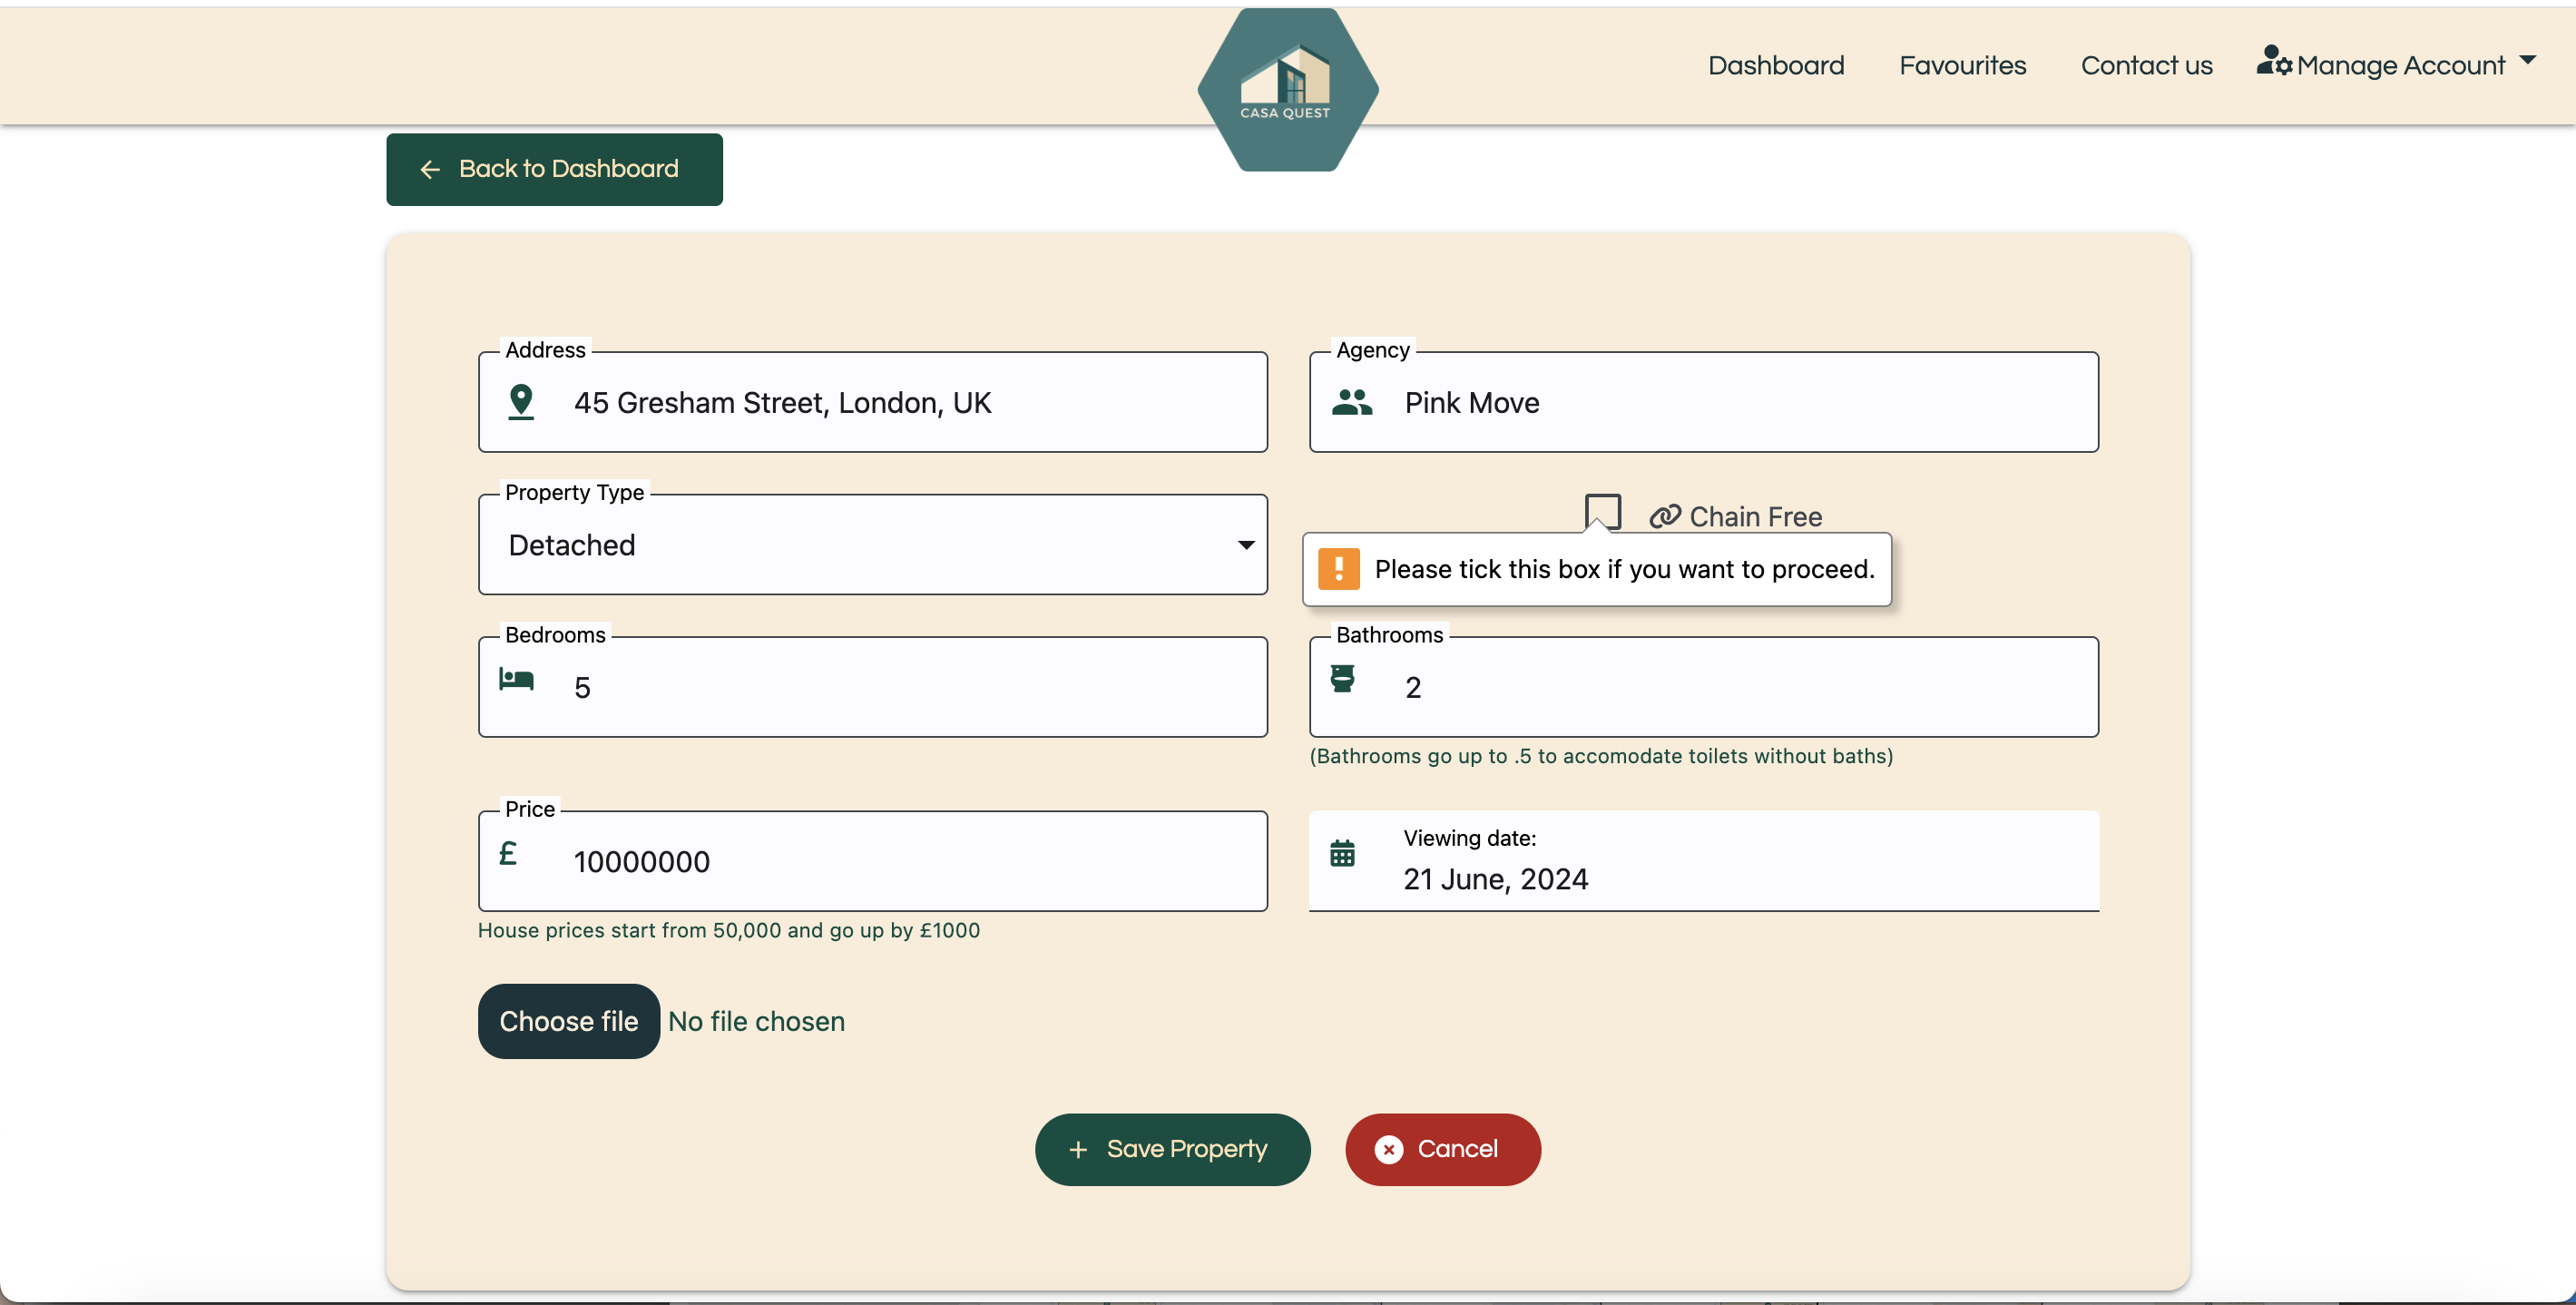 CASA QUEST
Dashboard
Favourites
Contact us
Manage Account
Back to Dashboard
Address
45 Gresham Street, London, UK
Agency
Pink Move
Property Type
Detached
Chain Free
Please tick this box if you want to proceed.
Bedrooms
5
Bathrooms
2
(Bathrooms go up to .5 to accomodate toilets without baths)
Price
£ 10000000
House prices start from 50,000 and go up by £1000
Viewing date:
21 June, 2024
Choose file No file chosen
+ Save Property
Cancel